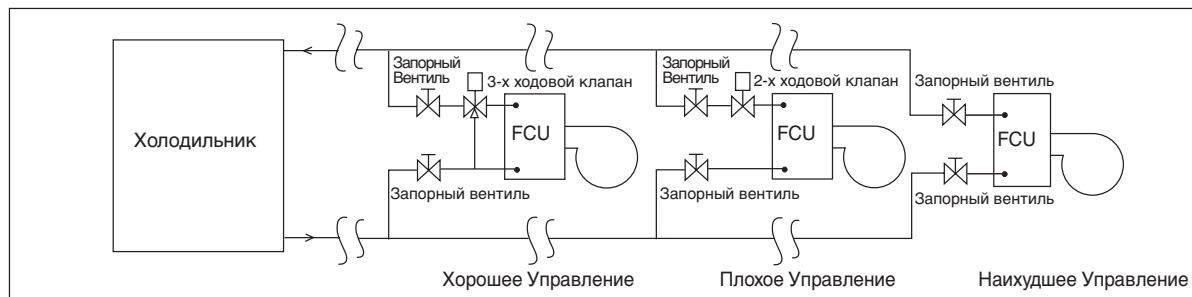 Холодильник
Запорный
Вентиль
3-х ходовой клапан
FCU
Запорный вентиль
Запорный
Вентиль
2-х ходовой клапан
FCU
Запорный вентиль
Запорный вентиль
FCU
Запорный вентиль
Хорошее Управление
Плохое Управление
Наихудшее Управление